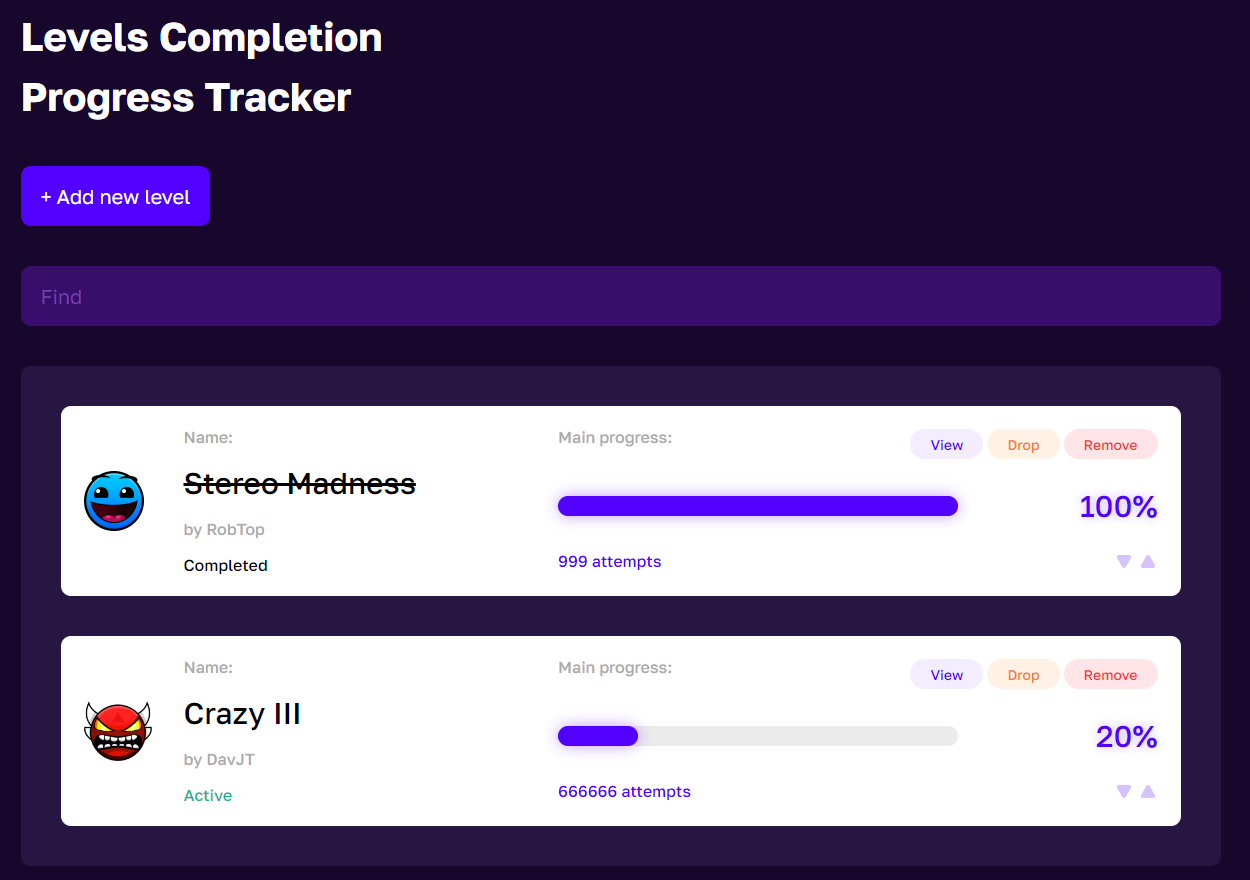 Levels Completion
Progress Tracker
+ Add new level
Find
Name:
Stereo Madness
by RobTop
Completed
Main progress:
999 attempts
View Drop Remove
100%
Name:
Crazy III
by DavJT
Active
Main progress:
666666 attempts
View Drop Remove
20%